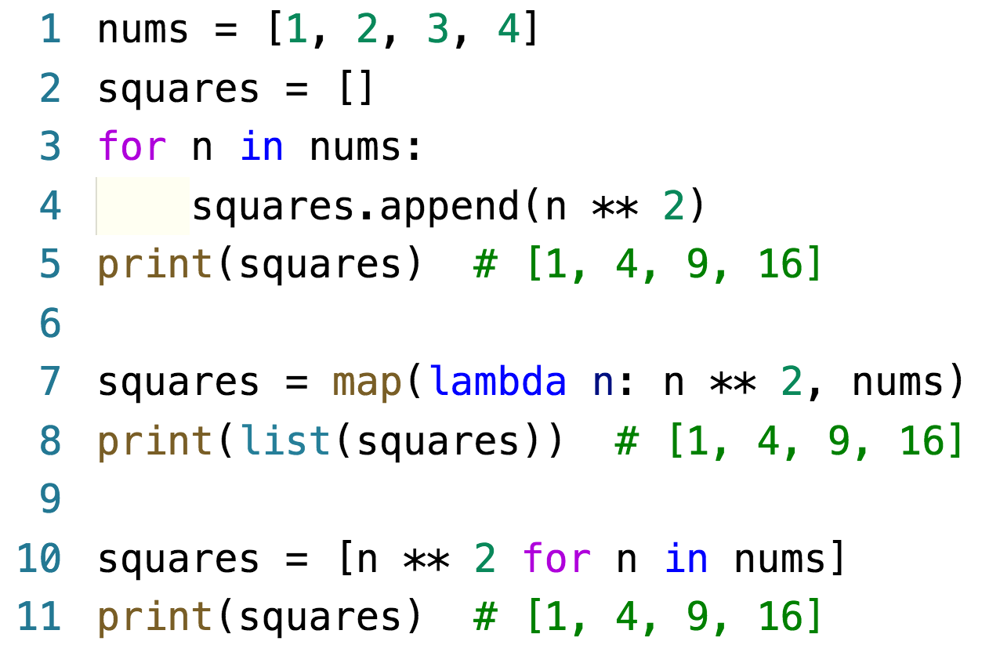 1 nums = [1, 2, 3, 4]
2 squares = []
3 for n in nums:
4     squares.append(n ** 2)
5 print(squares)  # [1, 4, 9, 16]
6
7 squares = map(lambda n: n ** 2, nums)
8 print(list(squares))  # [1, 4, 9, 16]
9
10 squares = [n ** 2 for n in nums]
11 print(squares)  # [1, 4, 9, 16]